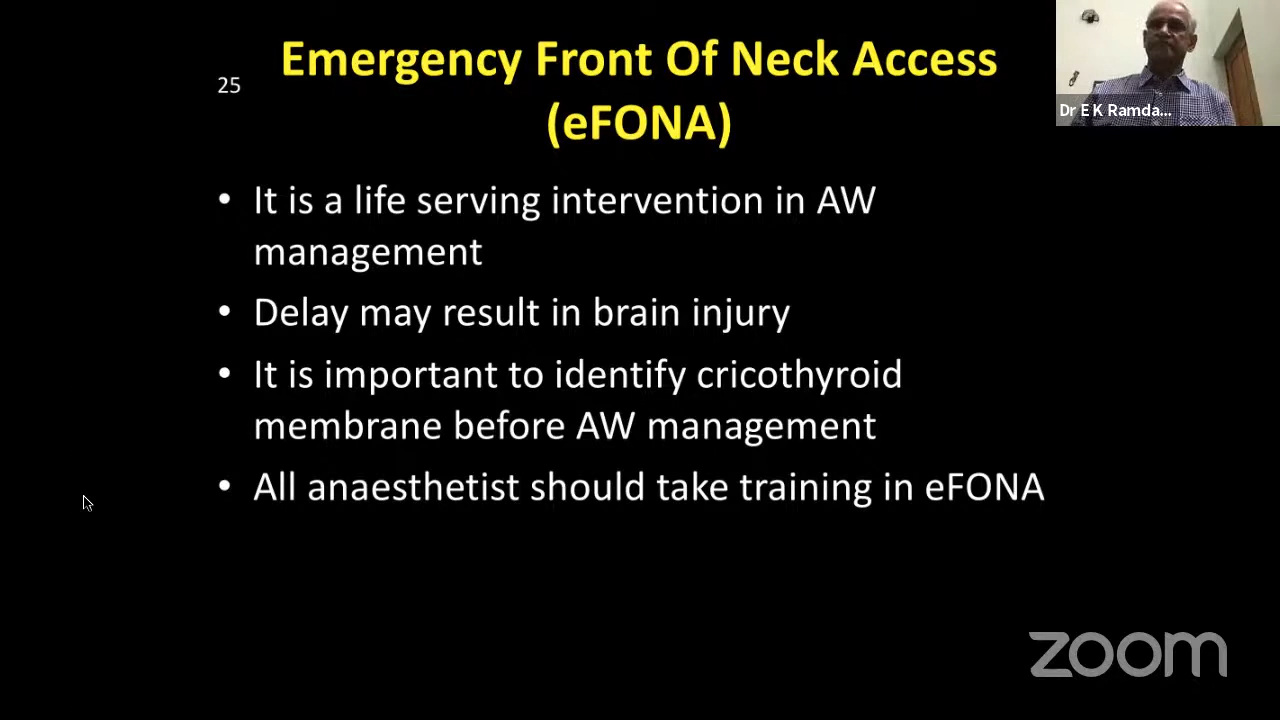 Emergency Front Of Neck Access
25
(eFONA)
Dr E K Ramda...
• It is a life serving intervention in AW
management
• Delay may result in brain injury
• It is important to identify cricothyroid
membrane before AW management
• All anaesthetist should take training in eFONA
zoom